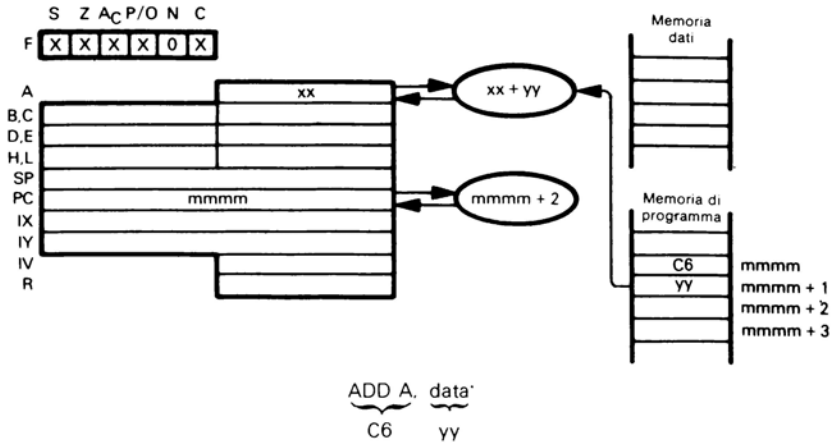 S Z AC P/O N C
F X X X X 0 X
Memoria dati
A xx
xx + yy
B,C
D,E
H,L
SP
PC mmmm
mmmm + 2
IX
IY
IV
R
Memoria di programma
C6 mmmm
yy mmmm + 1
mmmm + 2
mmmm + 3
ADD A, data
C6 yy